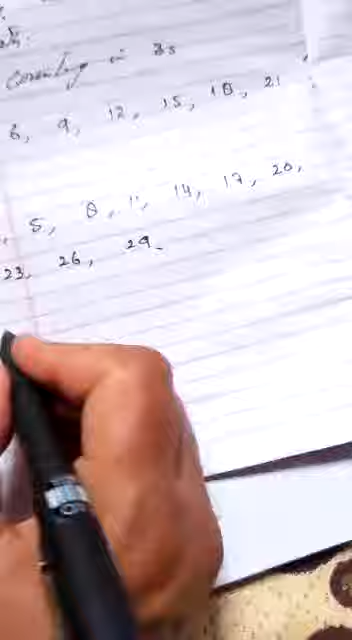 counting in 3s
6, 9, 12, 15, 18, 21
, 5, 8, 11, 14, 17, 20,
23, 26, 29